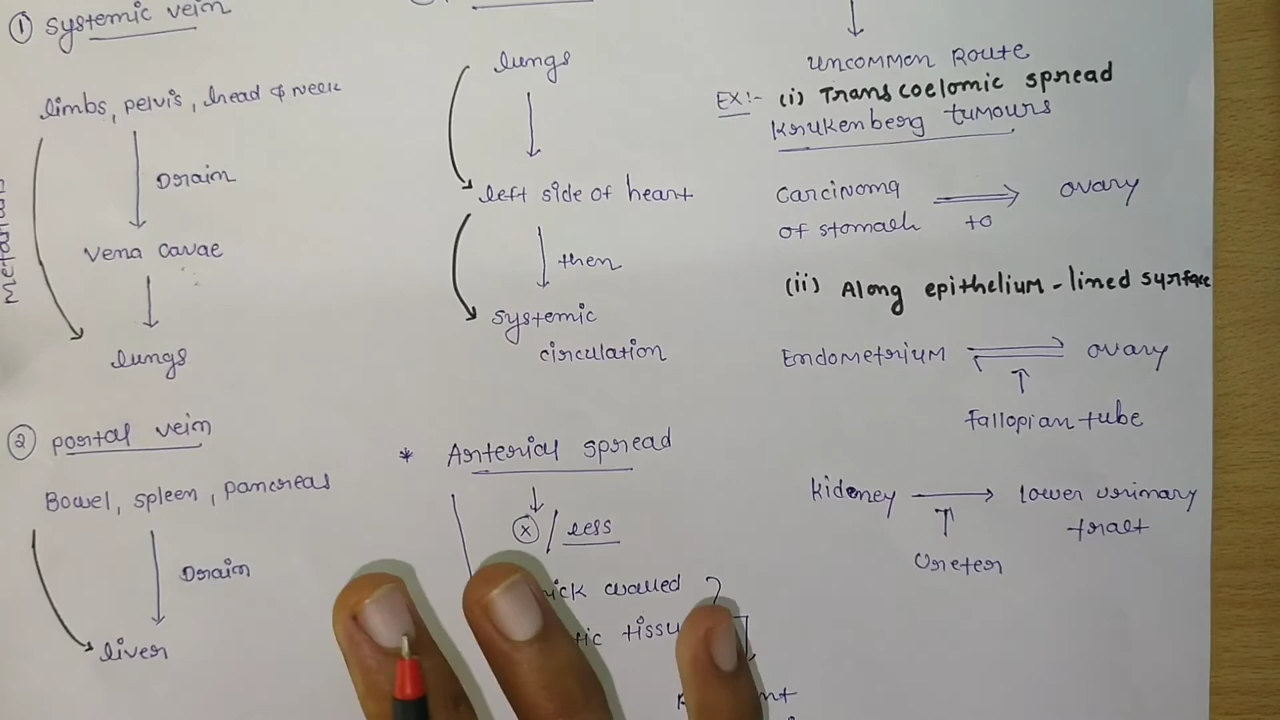 ① systemic vein
limbs, pelvis, head & neck
Drain
vena cavae
lungs
② portal vein
Bowel, spleen, pancreas
Drain
liver
lungs
left side of heart
then
systemic
circulation
* Arterial spread
ⓧ / less
walled
tissu
uncommon Route
EX:- (i) Transcoelomic spread
Krukenberg tumours
Carcinoma
of stomach
to
ovary
(ii) Along epithelium-lined surface
Endometrium
ovary
Fallopian tube
kideney
lower urinary
tract
Ureter